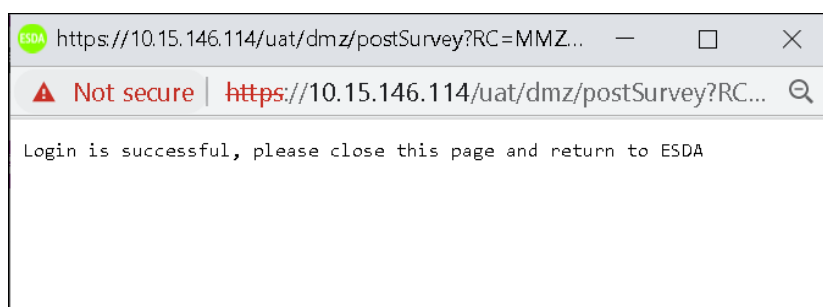 ESDA https://10.15.146.114/uat/dmz/postSurvey?RC=MMZ...
Not secure | https://10.15.146.114/uat/dmz/postSurvey?RC...
Login is successful, please close this page and return to ESDA